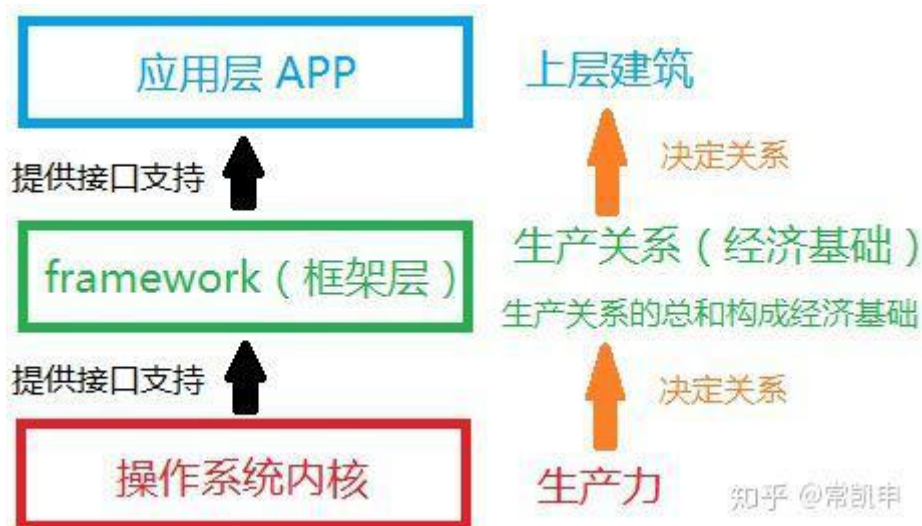 应用层 APP
上层建筑
提供接口支持
决定关系
framework（框架层）
生产关系（经济基础）
生产关系的总和构成经济基础
提供接口支持
决定关系
操作系统内核
生产力
知乎 @常凯申